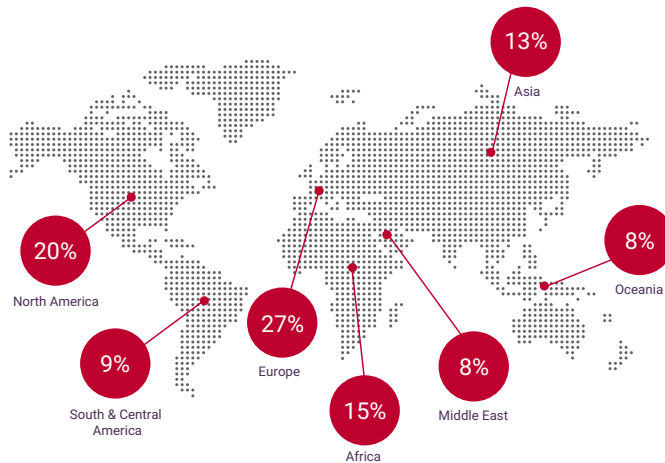 13%
Asia
20%
North America
8%
Oceania
27%
Europe
9%
South & Central
America
8%
Middle East
15%
Africa